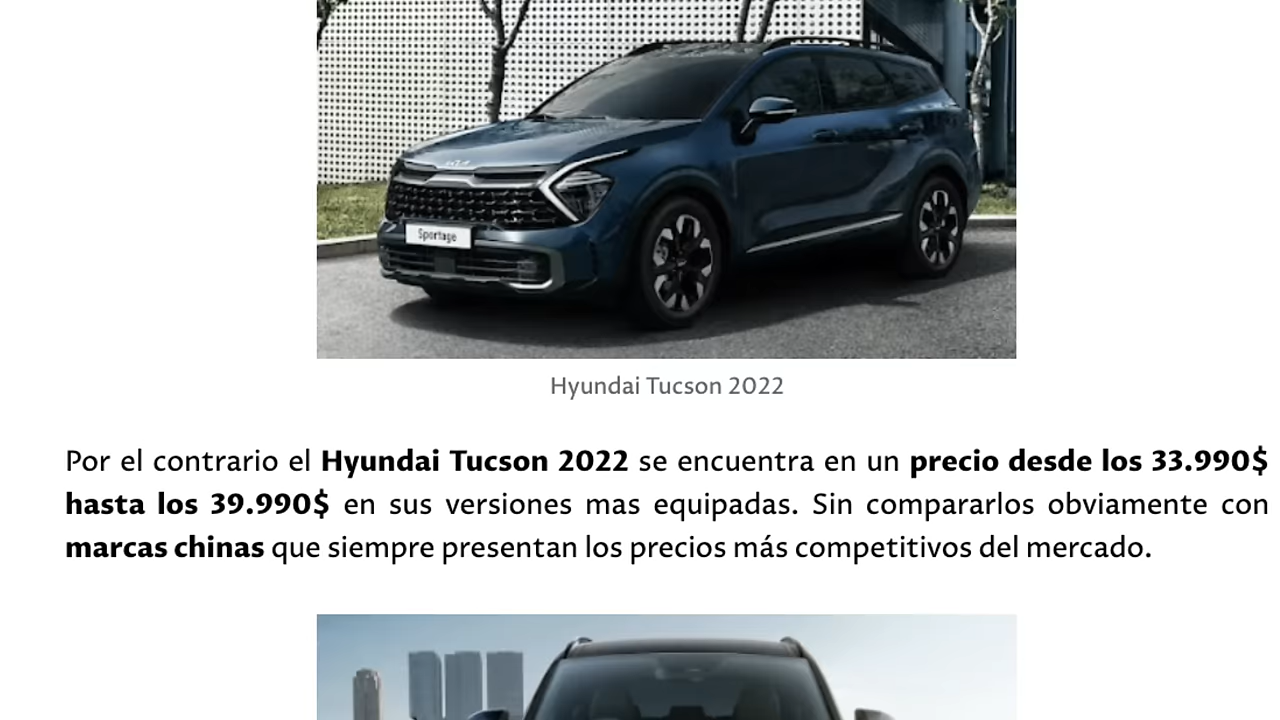 Sportage
Hyundai Tucson 2022
Por el contrario el Hyundai Tucson 2022 se encuentra en un precio desde los 33.990$
hasta los 39.990$ en sus versiones mas equipadas. Sin compararlos obviamente con
marcas chinas que siempre presentan los precios más competitivos del mercado.